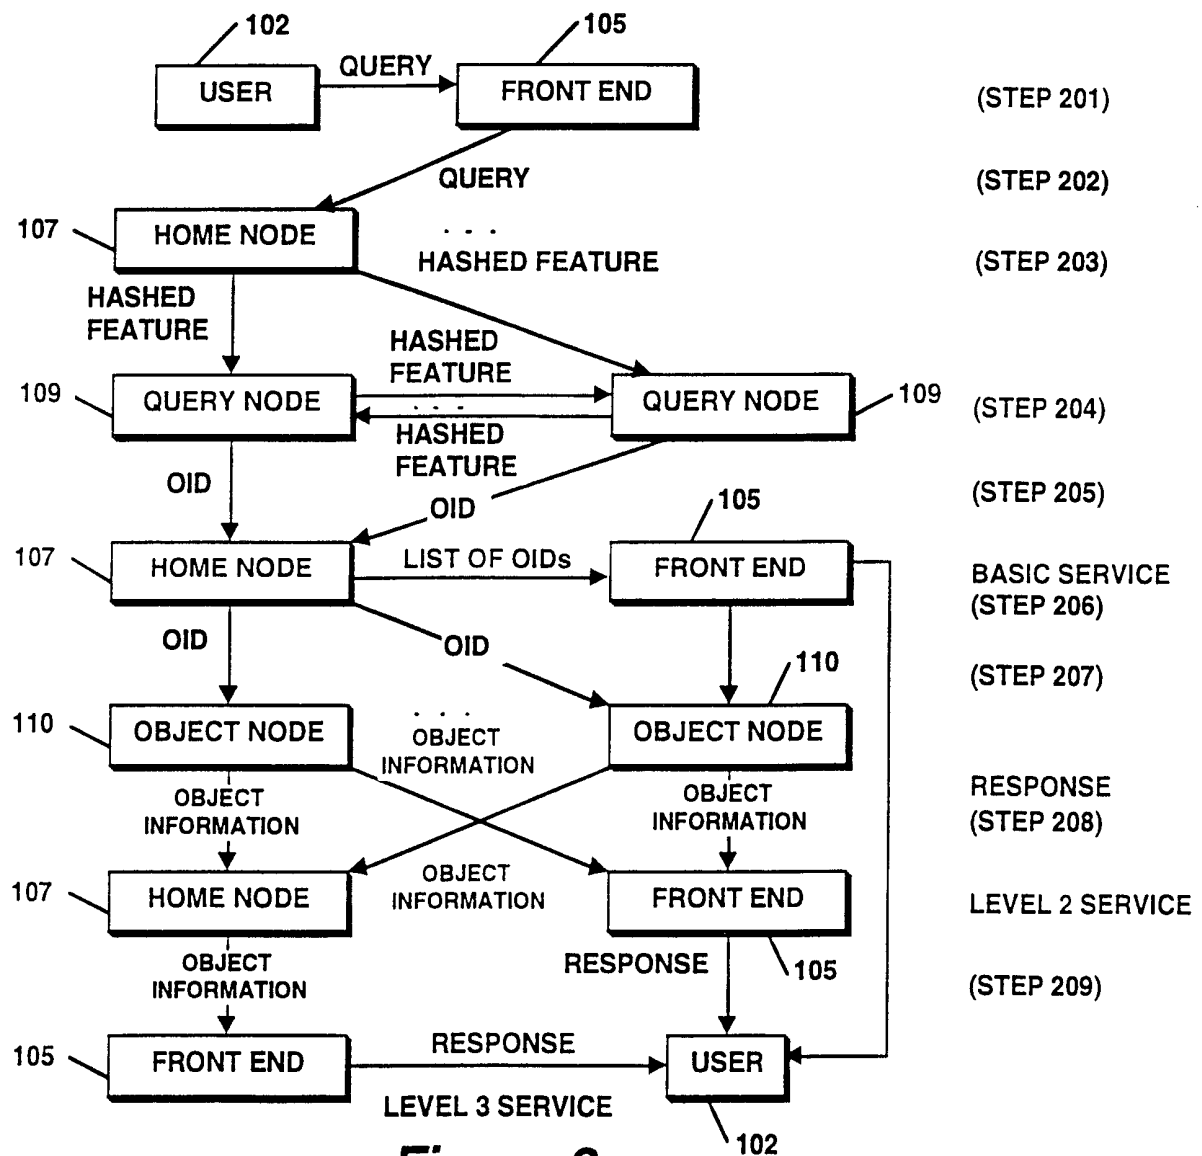 102
105
QUERY
USER
FRONT END
(STEP 201)
QUERY
(STEP 202)
107
HOME NODE
. . .
HASHED FEATURE
(STEP 203)
HASHED
FEATURE
HASHED
FEATURE
109
QUERY NODE
. . .
QUERY NODE
109
(STEP 204)
HASHED
FEATURE
OID
OID
105
(STEP 205)
107
HOME NODE
LIST OF OIDs
FRONT END
BASIC SERVICE
(STEP 206)
OID
OID
110
(STEP 207)
110
OBJECT NODE
. . .
OBJECT
INFORMATION
OBJECT NODE
OBJECT
INFORMATION
OBJECT
INFORMATION
RESPONSE
(STEP 208)
107
HOME NODE
OBJECT
INFORMATION
FRONT END
LEVEL 2 SERVICE
OBJECT
INFORMATION
RESPONSE
105
(STEP 209)
105
FRONT END
RESPONSE
USER
LEVEL 3 SERVICE
102